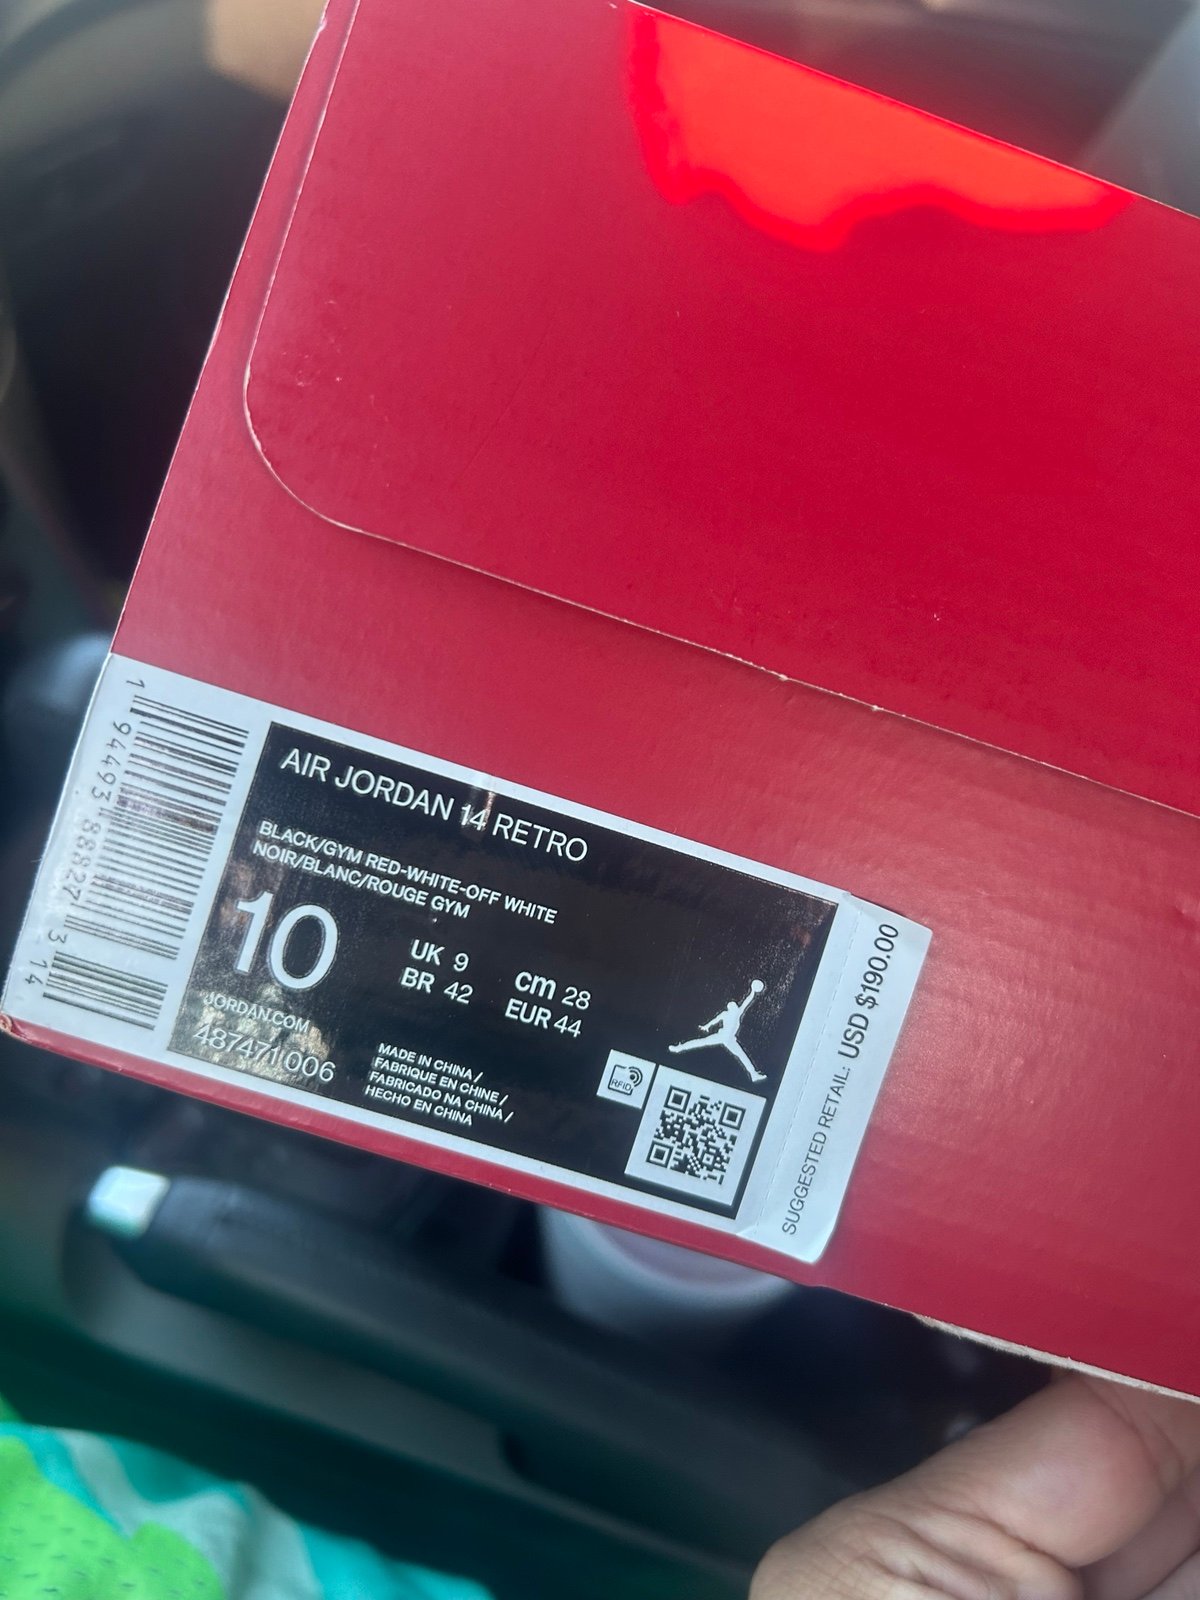 AIR JORDAN 14 RETRO
BLACK/GYM RED-WHITE-OFF WHITE
NOIR/BLANC/ROUGE GYM
10
UK 9
BR 42
cm 28
EUR 44
JORDAN.COM
487471 006
MADE IN CHINA /
FABRIQUE EN CHINE /
FABRICADO NA CHINA /
HECHO EN CHINA
RFID
SUGGESTED RETAIL: USD $190.00
1 94493 88827 3 14